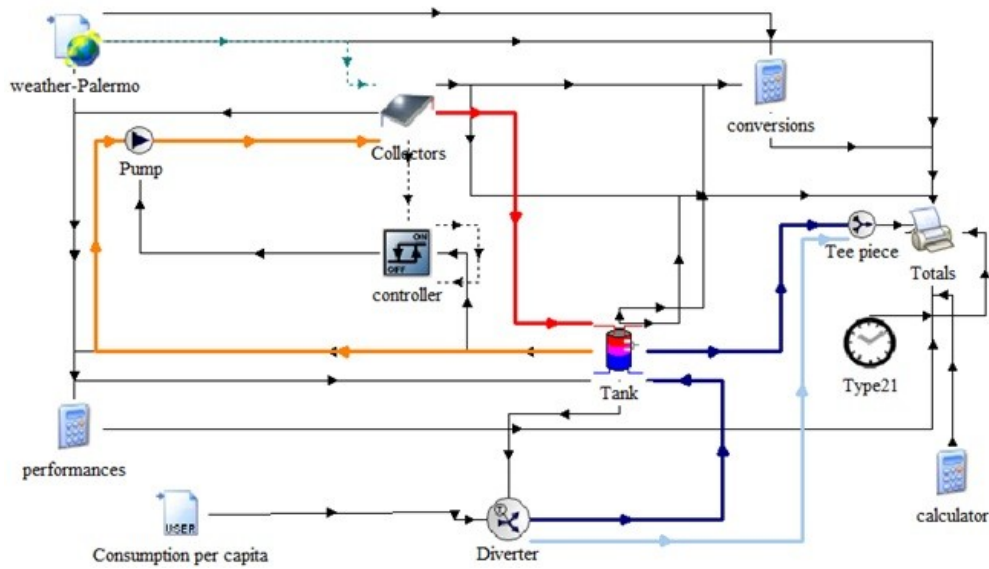 weather-Palermo
conversions
Collectors
Pump
ON
OFF
controller
Tee piece
Totals
Type21
Tank
performances
calculator
USER
Consumption per capita
T
Diverter